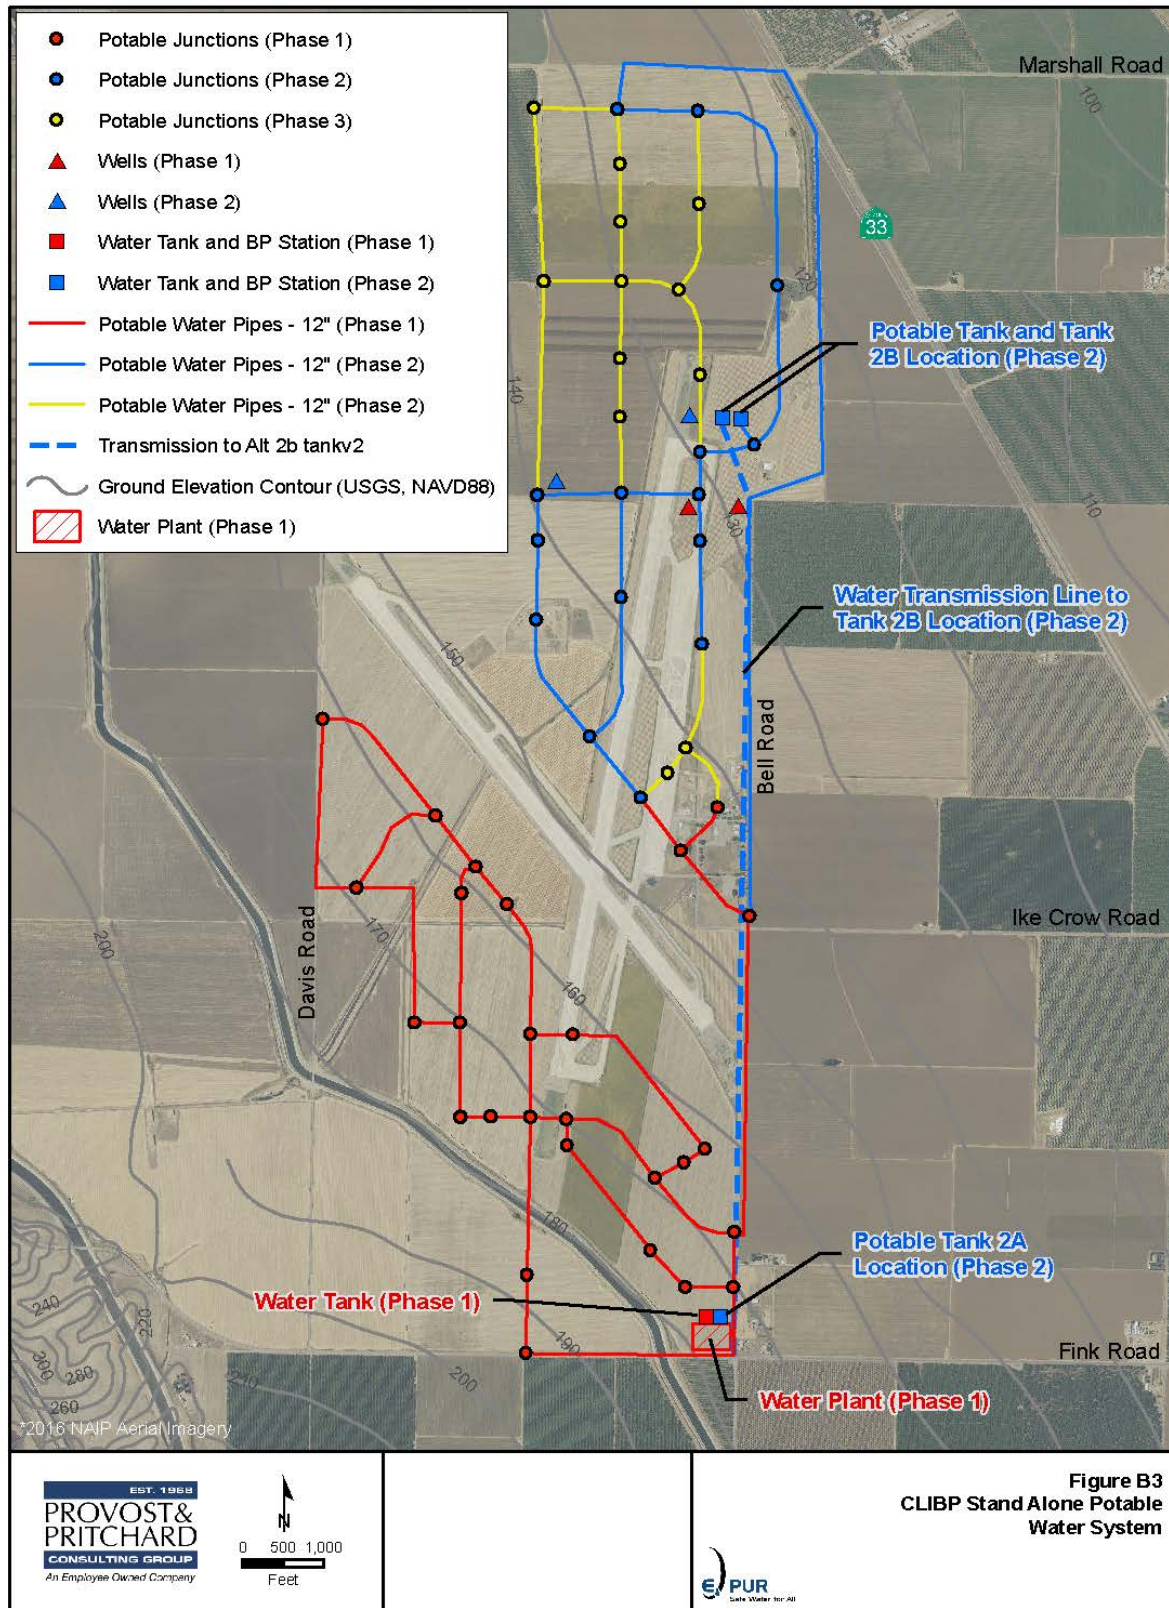 Potable Junctions (Phase 1)
Potable Junctions (Phase 2)
Potable Junctions (Phase 3)
Wells (Phase 1)
Wells (Phase 2)
Water Tank and BP Station (Phase 1)
Water Tank and BP Station (Phase 2)
Potable Water Pipes - 12" (Phase 1)
Potable Water Pipes - 12" (Phase 2)
Potable Water Pipes - 12" (Phase 2)
Transmission to Alt 2b tankv2
Ground Elevation Contour (USGS, NAVD88)
Water Plant (Phase 1)
Marshall Road
100
33
120
Potable Tank and Tank
2B Location (Phase 2)
140
130
110
Water Transmission Line to
Tank 2B Location (Phase 2)
150
Bell Road
Ike Crow Road
200
170
Davis Road
160
180
Potable Tank 2A
Location (Phase 2)
Water Tank (Phase 1)
240
220
300
280
260
190
200
210
Fink Road
Water Plant (Phase 1)
*2016 NAIP Aerial Imagery
EST. 1968
PROVOST&
PRITCHARD
CONSULTING GROUP
An Employee Owned Company
N
0 500 1,000
Feet
PUR
Safe Water for All
Figure B3
CLIBP Stand Alone Potable
Water System